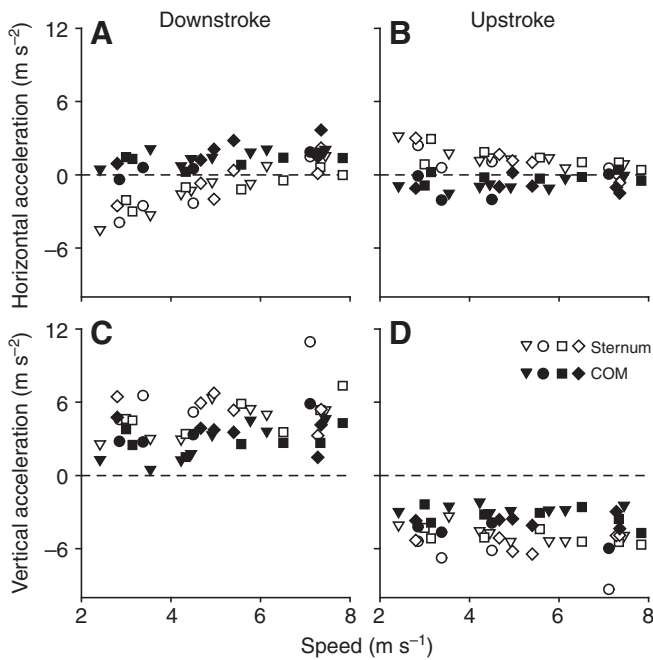 Downstroke
Upstroke
A
B
Horizontal acceleration (m s⁻²)
12
6
0
–6
C
D
Vertical acceleration (m s⁻²)
12
6
0
–6
Sternum
COM
2
4
6
8
2
4
6
8
Speed (m s⁻¹)